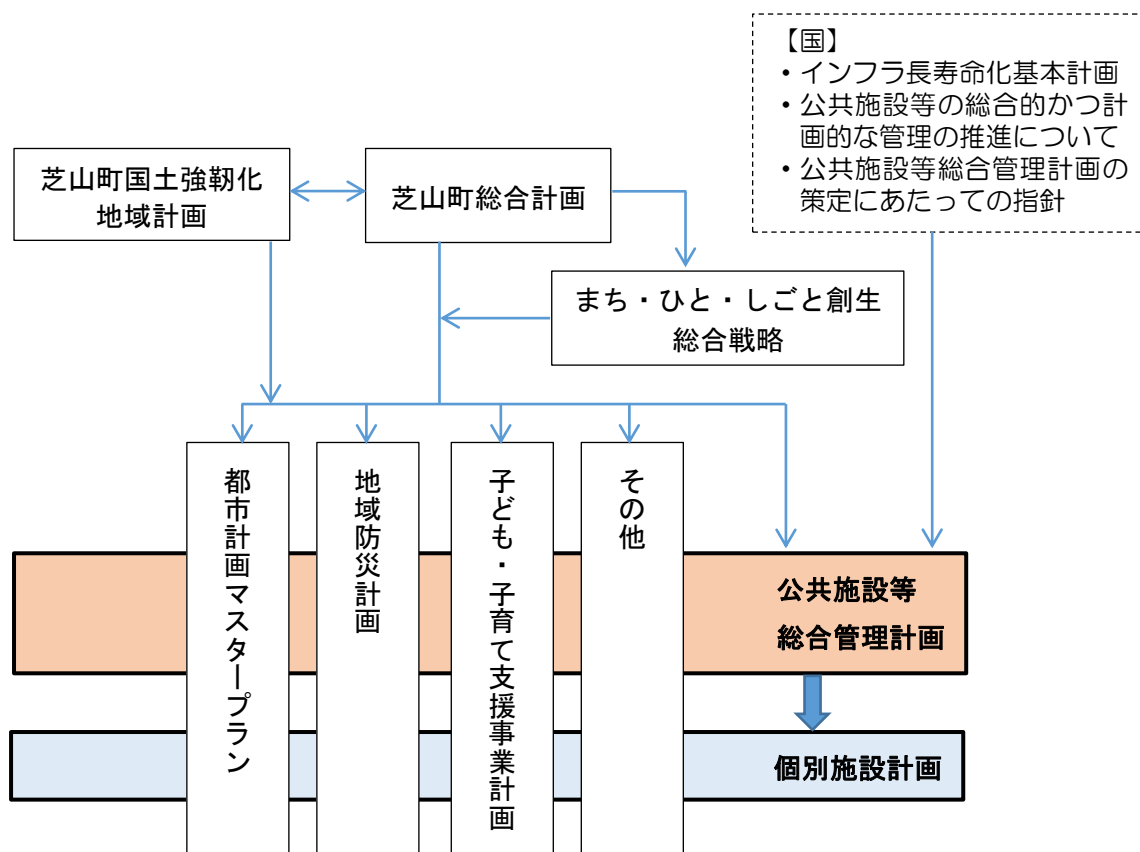 【国】
・インフラ長寿命化基本計画
・公共施設等の総合的かつ計
画的な管理の推進について
・公共施設等総合管理計画の
策定にあたっての指針
芝山町国土強靭化
地域計画
芝山町総合計画
まち・ひと・しごと創生
総合戦略
都市計画マスタープラン
地域防災計画
子ども・子育て支援事業計画
その他
公共施設等
総合管理計画
個別施設計画